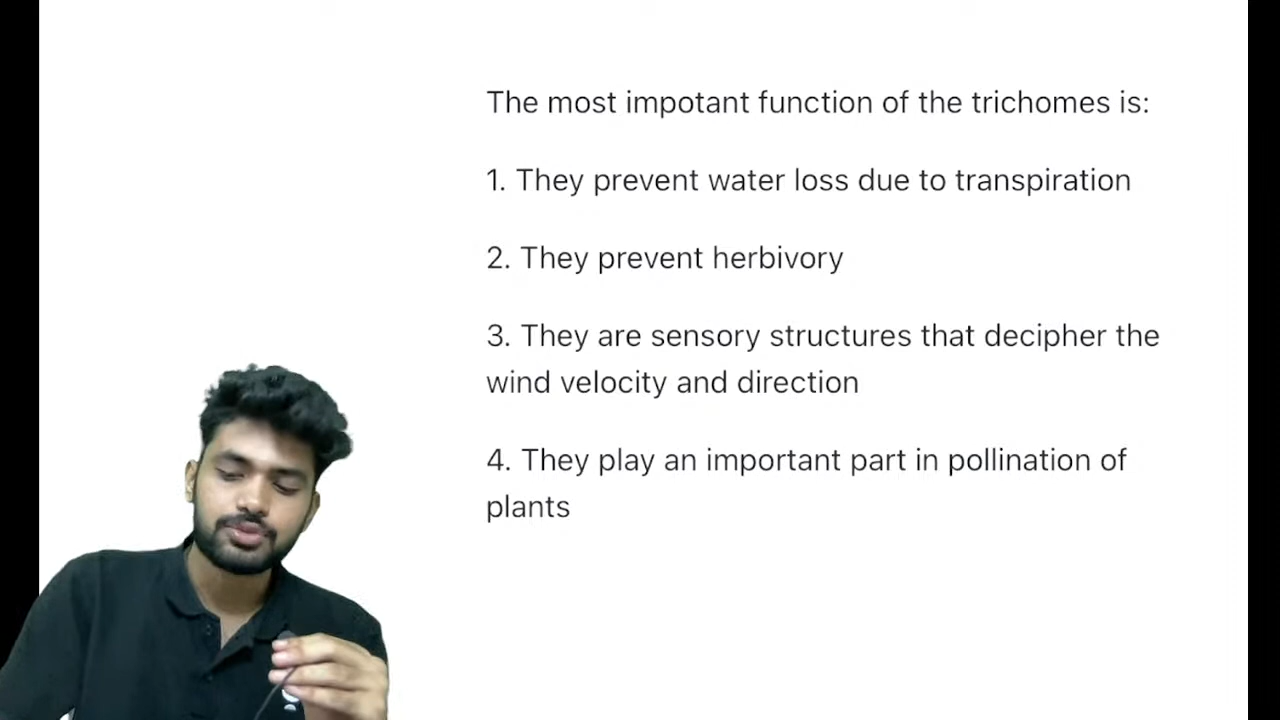 The most impotant function of the trichomes is:
1. They prevent water loss due to transpiration
2. They prevent herbivory
3. They are sensory structures that decipher the
wind velocity and direction
4. They play an important part in pollination of
plants